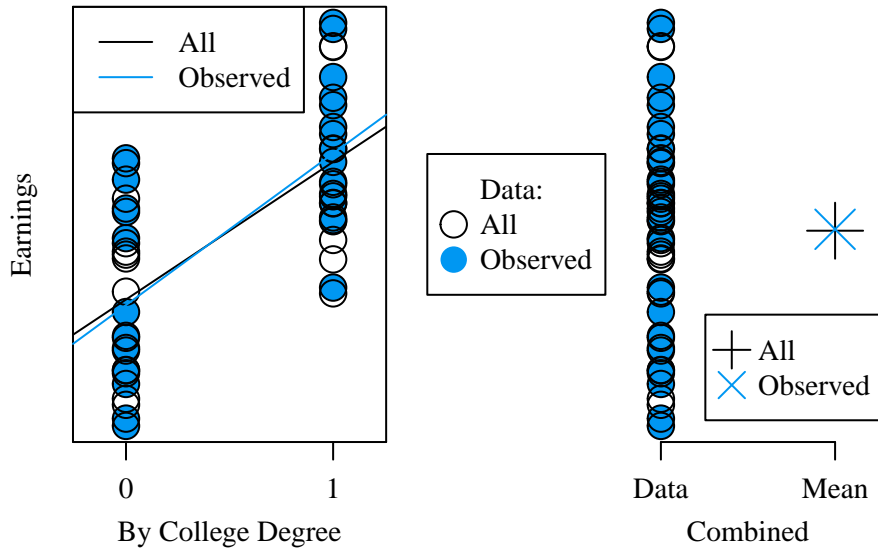 All
Observed
Earnings
0
1
By College Degree
Data:
All
Observed
All
Observed
Data
Mean
Combined